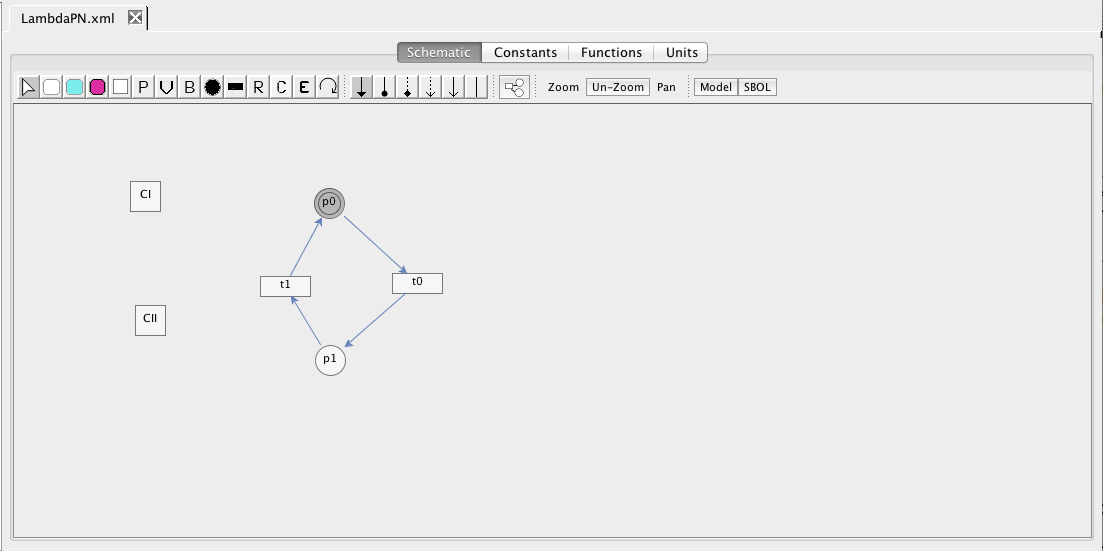 LambdaPN.xml
Schematic Constants Functions Units
P V B R C E Zoom Un-Zoom Pan Model SBOL
CI
p0
t1
t0
CII
p1